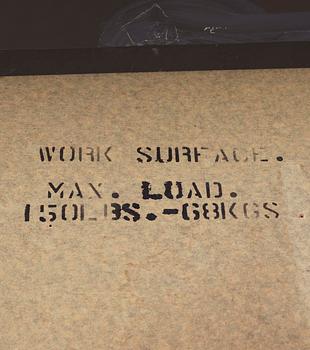 WORK SURFACE.
MAX. LOAD.
150LBS.-68KGS